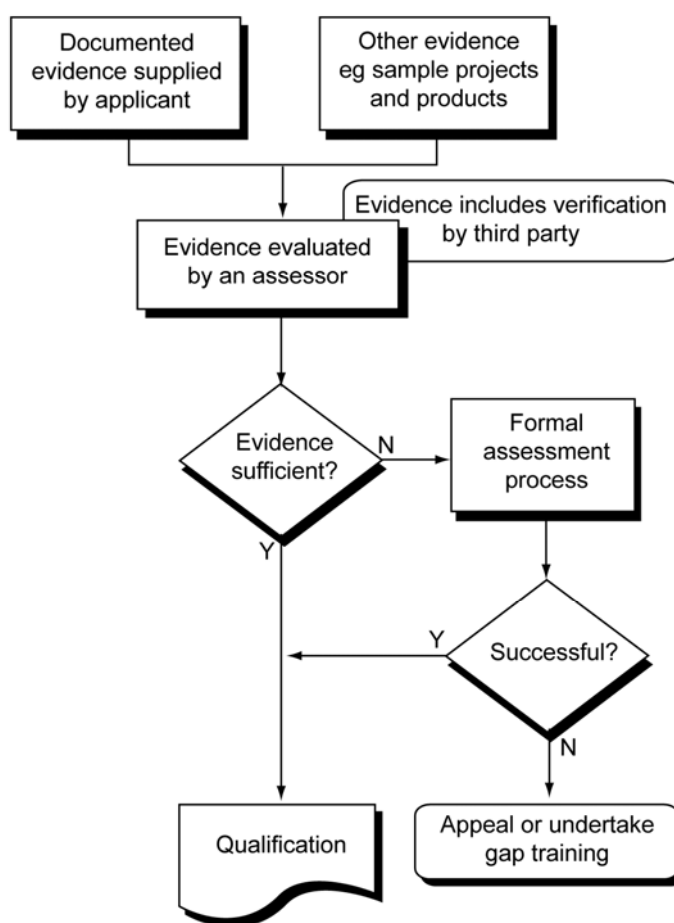 Documented
evidence supplied
by applicant
Other evidence
eg sample projects
and products
Evidence includes verification
by third party
Evidence evaluated
by an assessor
Evidence
sufficient?
N
Y
Formal
assessment
process
Y
Successful?
N
Qualification
Appeal or undertake
gap training